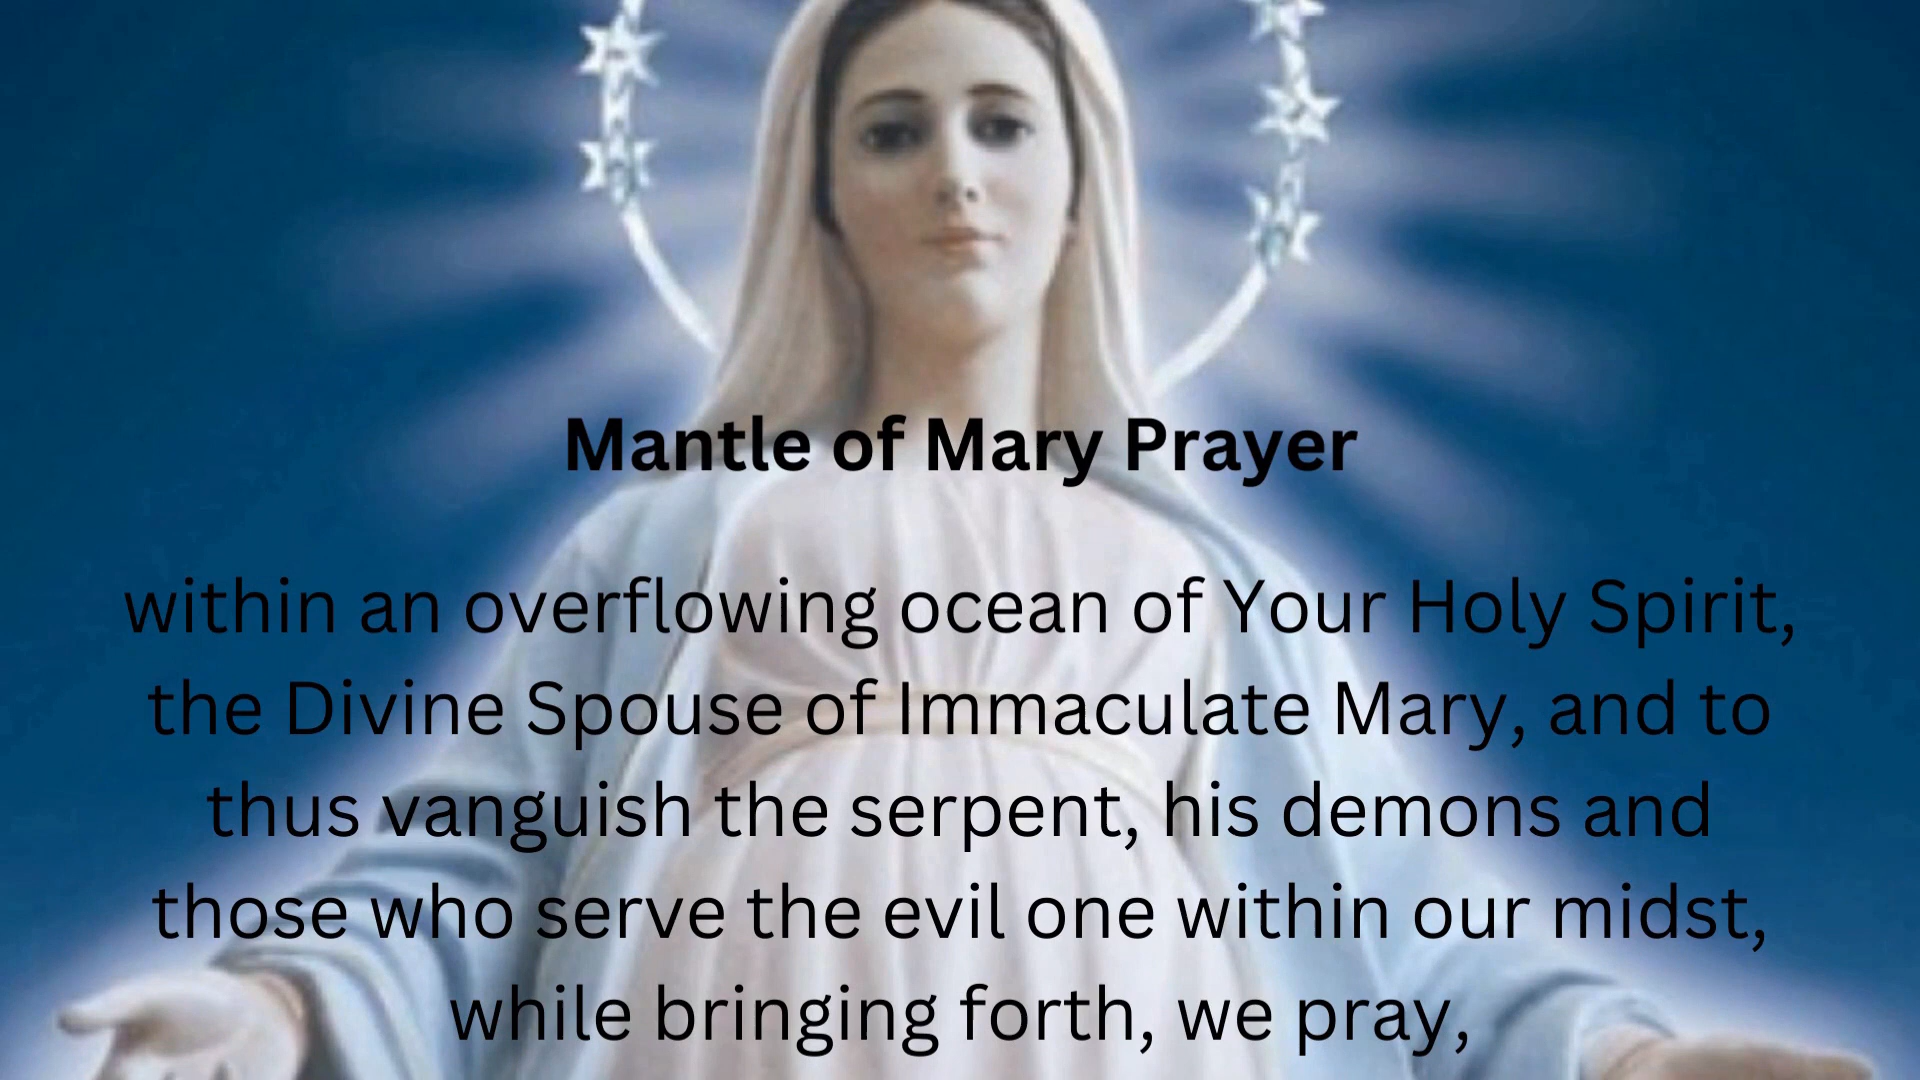 Mantle of Mary Prayer
within an overflowing ocean of Your Holy Spirit,
the Divine Spouse of Immaculate Mary, and to
thus vanquish the serpent, his demons and
those who serve the evil one within our midst,
while bringing forth, we pray,